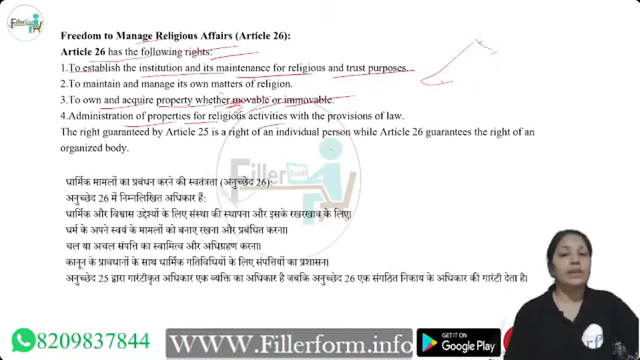 Filler Form
Freedom to Manage Religious Affairs (Article 26):
Article 26 has the following rights:
1.To establish the institution and its maintenance for religious and trust purposes.
2.To maintain and manage its own matters of religion.
3.To own and acquire property whether movable or immovable.
4.Administration of properties for religious activities with the provisions of law.
The right guaranteed by Article 25 is a right of an individual person while Article 26 guarantees the right of an
organized body.
FillerForm
धार्मिक मामलों का प्रबंधन करने की स्वतंत्रता (अनुच्छेद 26):
अनुच्छेद 26 में निम्नलिखित अधिकार हैं:
धार्मिक और विश्वास उद्देश्यों के लिए संस्था की स्थापना और इसके रखरखाव के लिए।
धर्म के अपने स्वयं के मामलों को बनाए रखना और प्रबंधित करना।
चल या अचल संपत्ति का स्वामित्व और अधिग्रहण करना।
कानून के प्रावधानों के साथ धार्मिक गतिविधियों के लिए संपत्तियों का प्रशासन।
अनुच्छेद 25 द्वारा गारंटीकृत अधिकार एक व्यक्ति का अधिकार है जबकि अनुच्छेद 26 एक संगठित निकाय के अधिकार की गारंटी देता है।
8209837844
WWW.Fillerform.info
GET IT ON
Google Play